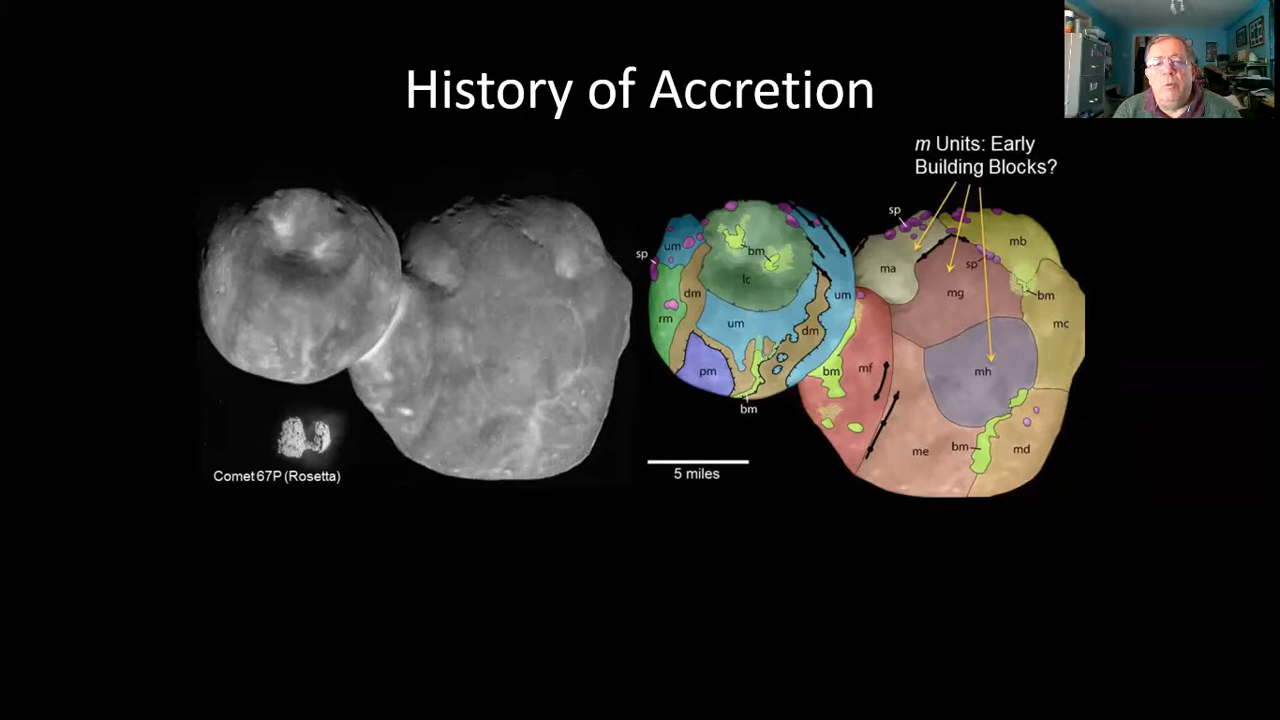 History of Accretion
m Units: Early
Building Blocks?
sp
ma
mb
um
bm
sp
sp
lc
dm
um
mg
bm
rm
um
dm
mc
pm
bm
mf
mh
bm
me
bm
md
5 miles
Comet 67P (Rosetta)